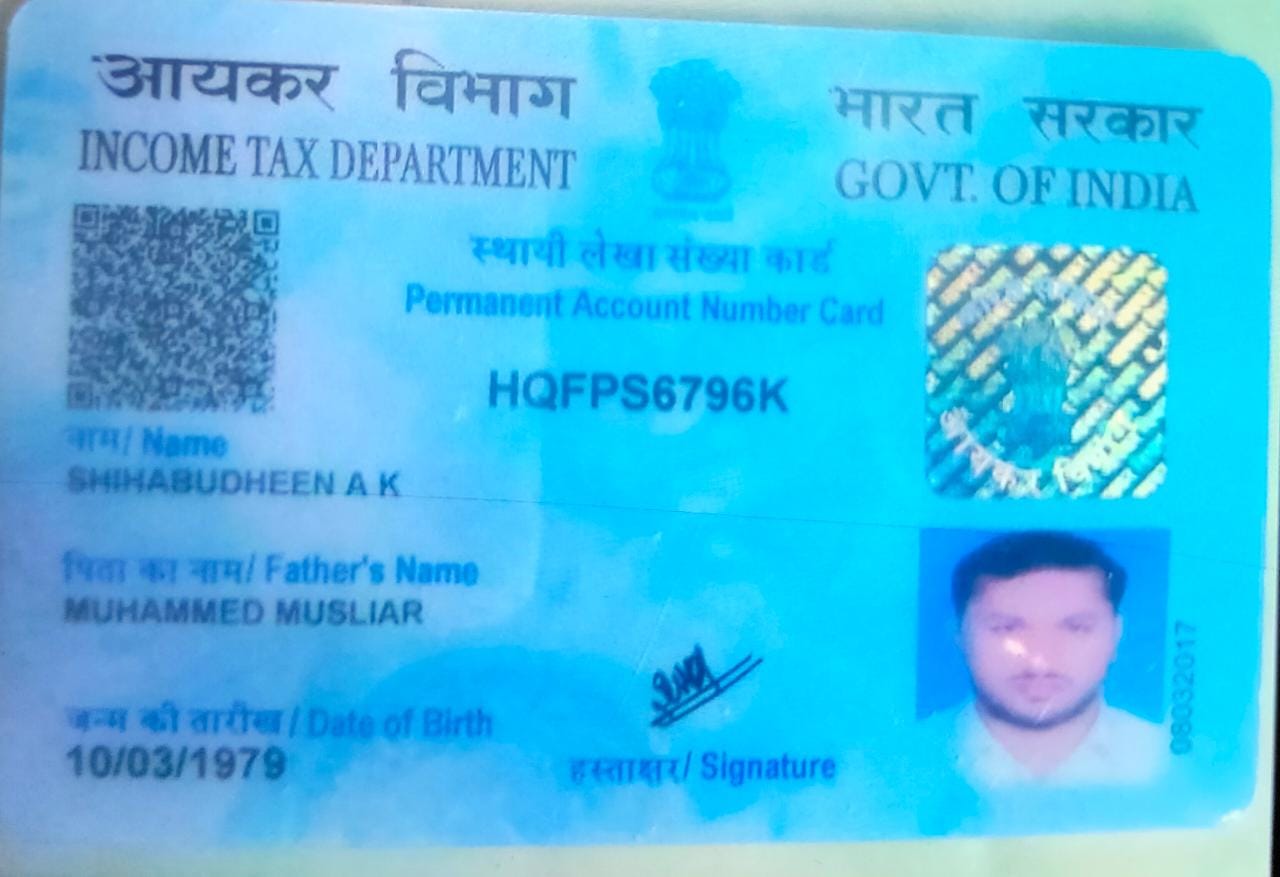 आयकर विभाग
INCOME TAX DEPARTMENT
भारत सरकार
GOVT. OF INDIA
स्थायी लेखा संख्या कार्ड
Permanent Account Number Card
HQFPS6796K
नाम/ Name
SHIHABUDHEEN A K
पिता का नाम/ Father's Name
MUHAMMED MUSLIAR
जन्म की तारीख / Date of Birth
10/03/1979
हस्ताक्षर/ Signature
08032017